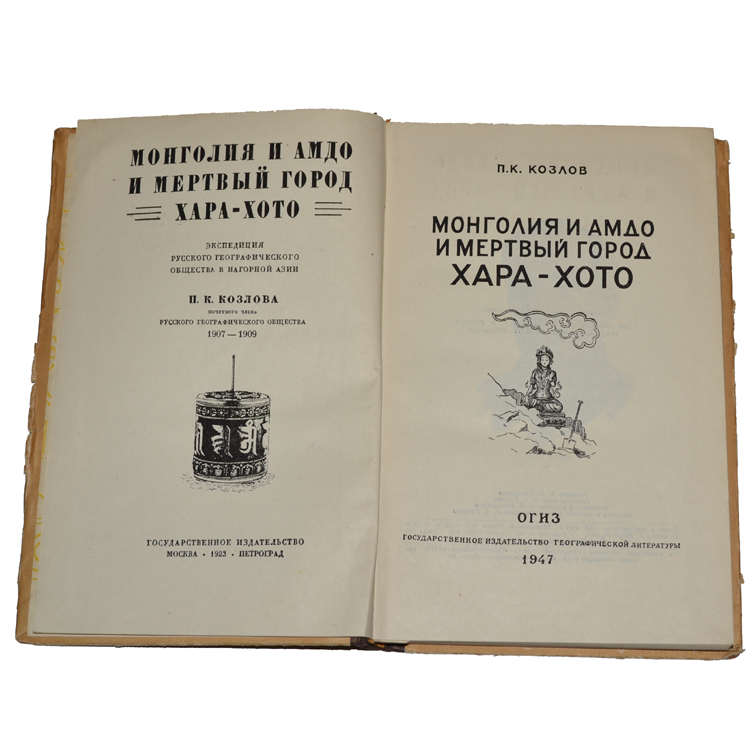 МОНГОЛИЯ И АМДО
И МЕРТВЫЙ ГОРОД
ХАРА-ХОТО
ЭКСПЕДИЦИЯ
РУССКОГО ГЕОГРАФИЧЕСКОГО
ОБЩЕСТВА В НАГОРНОЙ АЗИИ
П. К. КОЗЛОВА
ПОЧЕТНОГО ЧЛЕНА
РУССКОГО ГЕОГРАФИЧЕСКОГО ОБЩЕСТВА
1907—1909
ГОСУДАРСТВЕННОЕ ИЗДАТЕЛЬСТВО
МОСКВА · 1923 · ПЕТРОГРАД
П.К. КОЗЛОВ
МОНГОЛИЯ И АМДО
И МЕРТВЫЙ ГОРОД
ХАРА-ХОТО
ОГИЗ
ГОСУДАРСТВЕННОЕ ИЗДАТЕЛЬСТВО ГЕОГРАФИЧЕСКОЙ ЛИТЕРАТУРЫ
1947